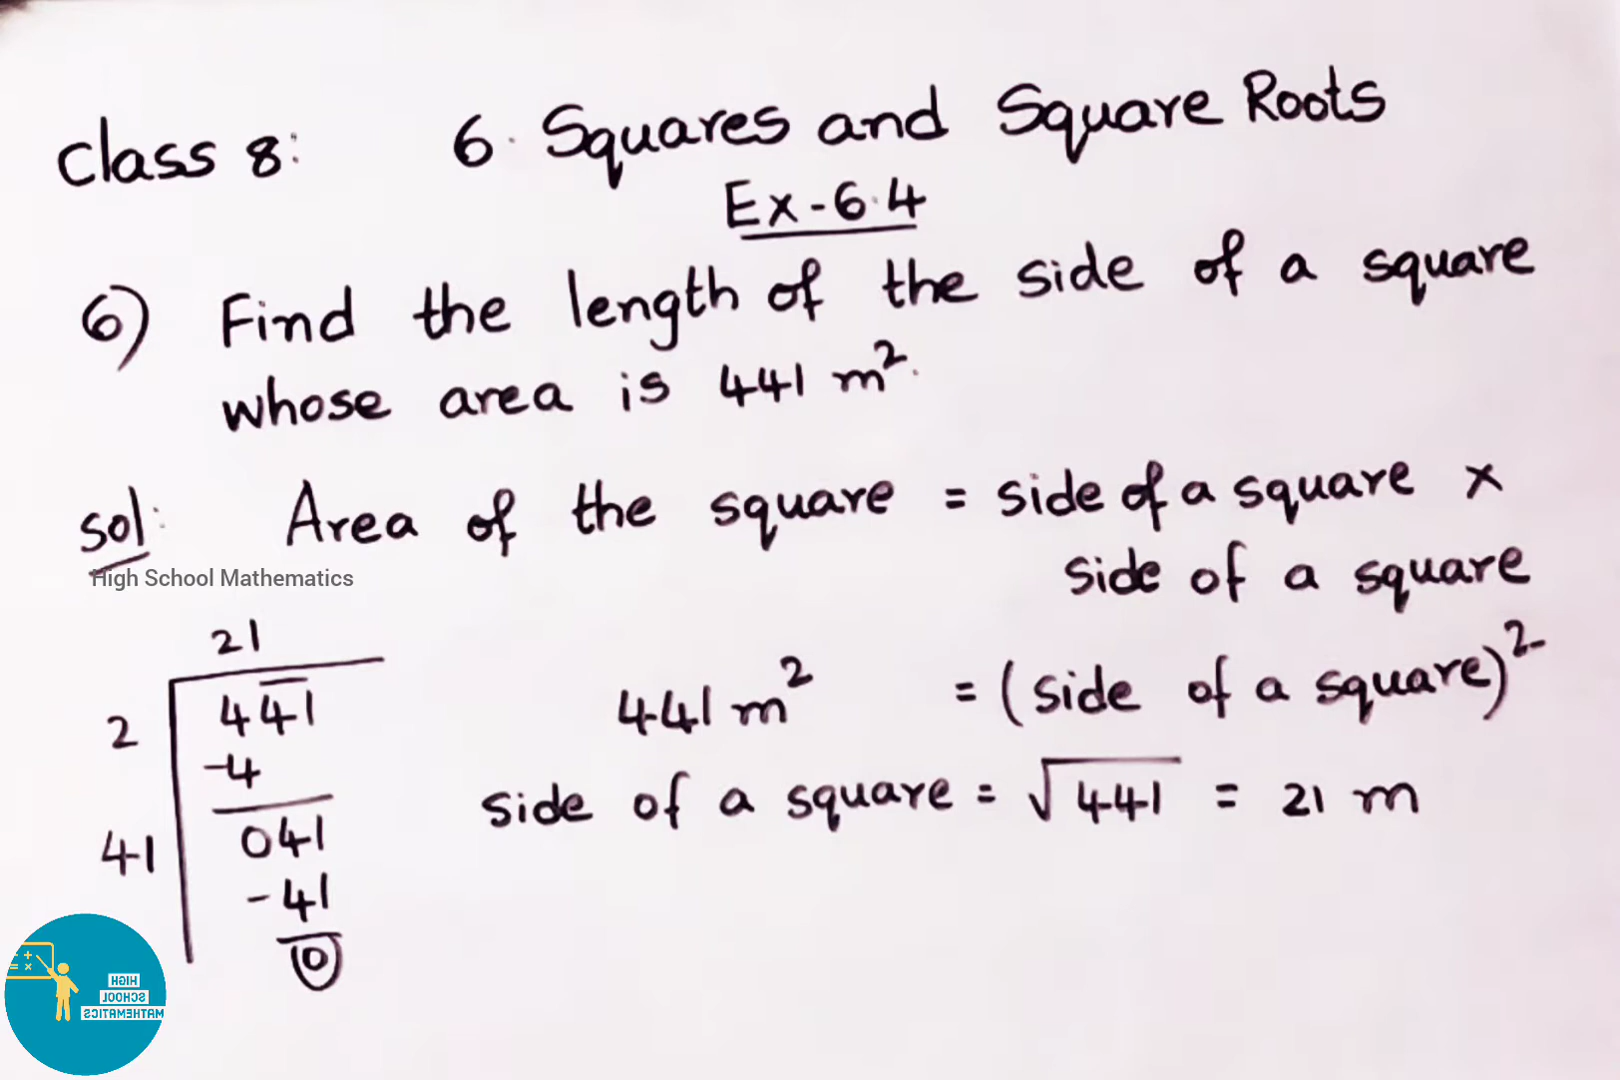 Class 8: 6. Squares and Square Roots
Ex-6.4
6) Find the length of the side of a square
whose area is 441 m².
Sol: Area of the square = side of a square ×
side of a square
High School Mathematics
21
2 441
441 m² = (side of a square)²
-4
side of a square = √441 = 21 m
41 041
-41
0
HIGH
SCHOOL
MATHEMATICS